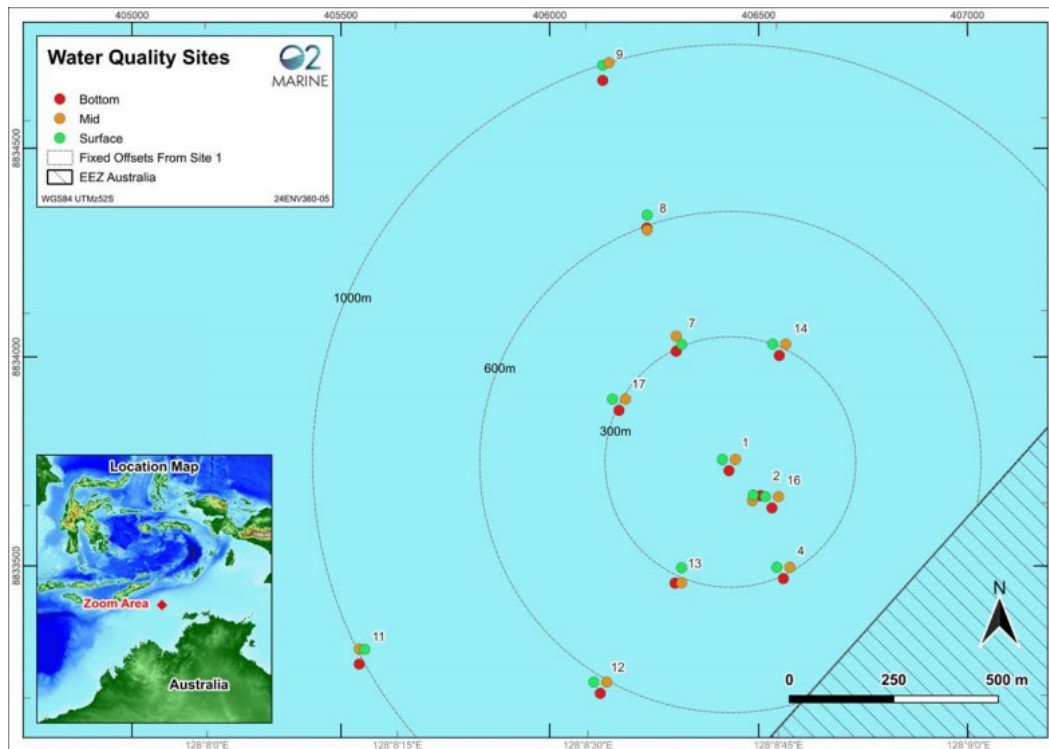 405000 405500 406000 406500 407000
Water Quality Sites
O2
MARINE
Bottom
Mid
Surface
Fixed Offsets From Site 1
EEZ Australia
WGS84 UTMz52S 24ENV360-05
9
8834500
8
1000m
7 14
8834000
600m
17
300m
1
2 16
Location Map
13 4
8833500
N
Zoom Area
11
12
Australia
0 250 500 m
128°8'0"E 128°8'15"E 128°8'30"E 128°8'45"E 128°9'0"E